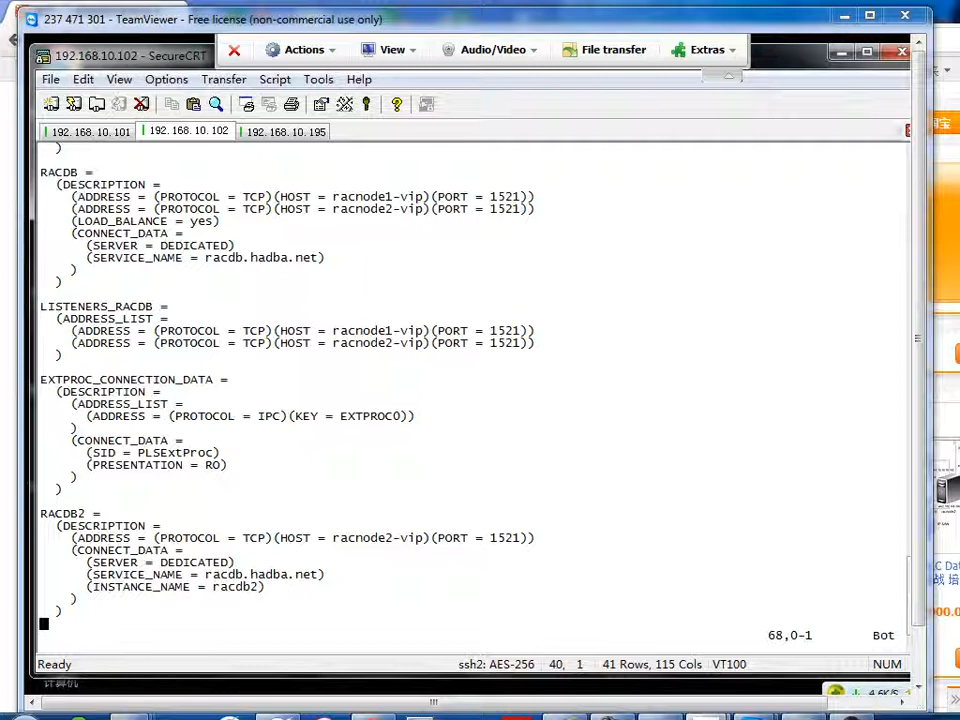 237 471 301 - TeamViewer - Free license (non-commercial use only)
192.168.10.102 - SecureCRT
Actions
View
Audio/Video
File transfer
Extras
File Edit View Options Transfer Script Tools Help
192.168.10.101
192.168.10.102
192.168.10.195
)
RACDB =
(DESCRIPTION =
(ADDRESS = (PROTOCOL = TCP)(HOST = racnode1-vip)(PORT = 1521))
(ADDRESS = (PROTOCOL = TCP)(HOST = racnode2-vip)(PORT = 1521))
(LOAD_BALANCE = yes)
(CONNECT_DATA =
(SERVER = DEDICATED)
(SERVICE_NAME = racdb.hadba.net)
)
)
LISTENERS_RACDB =
(ADDRESS_LIST =
(ADDRESS = (PROTOCOL = TCP)(HOST = racnode1-vip)(PORT = 1521))
(ADDRESS = (PROTOCOL = TCP)(HOST = racnode2-vip)(PORT = 1521))
)
EXTPROC_CONNECTION_DATA =
(DESCRIPTION =
(ADDRESS_LIST =
(ADDRESS = (PROTOCOL = IPC)(KEY = EXTPROC0))
)
(CONNECT_DATA =
(SID = PLSExtProc)
(PRESENTATION = RO)
)
)
RACDB2 =
(DESCRIPTION =
(ADDRESS = (PROTOCOL = TCP)(HOST = racnode2-vip)(PORT = 1521))
(CONNECT_DATA =
(SERVER = DEDICATED)
(SERVICE_NAME = racdb.hadba.net)
(INSTANCE_NAME = racdb2)
)
)
68,0-1 Bot
Ready ssh2: AES-256 40, 1 41 Rows, 115 Cols VT100 NUM
计算机
4.6K/S